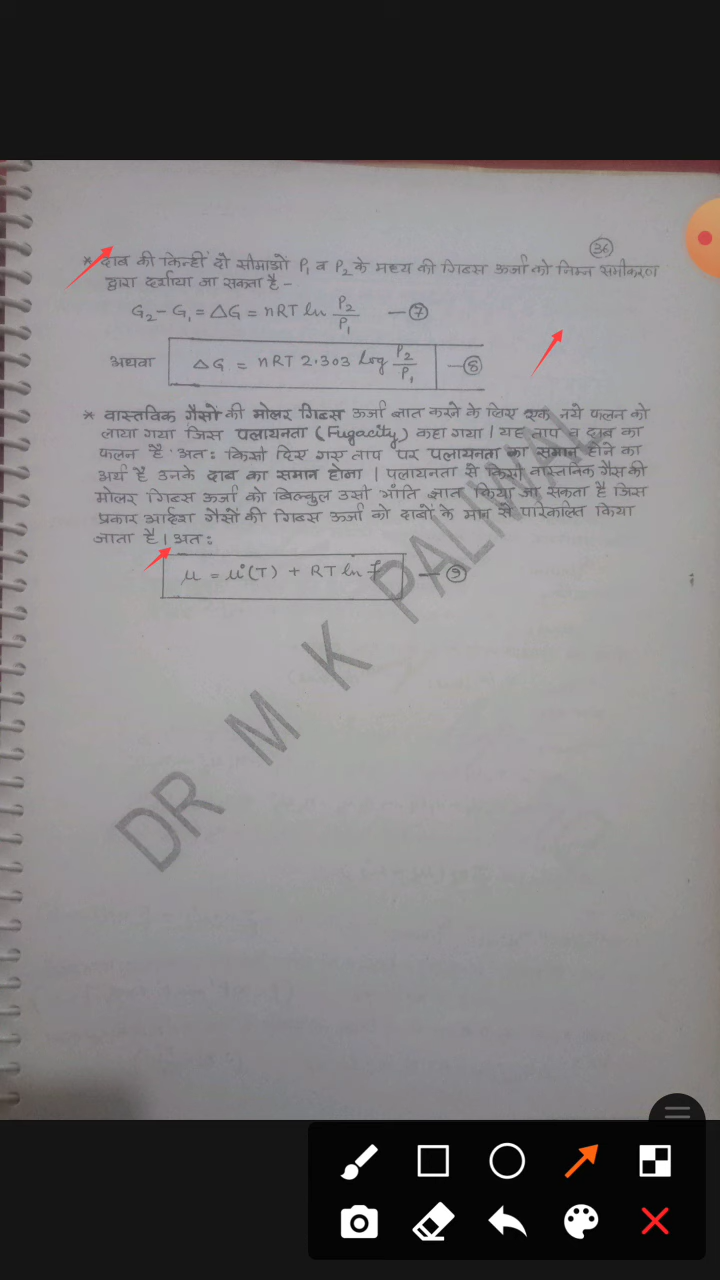 (36)
* दाब की किन्हीं दो सीमाओं P₁ व P₂ के मध्य की गिब्स ऊर्जा को निम्न समीकरण
द्वारा दर्शाया जा सकता है -
G₂ - G₁ = ΔG = nRT ln P₂/P₁ — (7)
अथवा ΔG = nRT 2.303 log P₂/P₁ — (8)
* वास्तविक गैसों की मोलर गिब्स ऊर्जा ज्ञात करने के लिए एक नये फलन को
लाया गया जिस पलायनता (Fugacity) कहा गया। यह ताप व दाब का
फलन है अतः किसी दिए गए ताप पर पलायनता का समान होने का
अर्थ है उनके दाब का समान होना। पलायनता से किसी वास्तविक गैस की
मोलर गिब्स ऊर्जा को बिल्कुल उसी भाँति ज्ञात किया जा सकता है जिस
प्रकार आर्दश गैसों की गिब्स ऊर्जा को दाबों के मान से परिकलित किया
जाता है। अतः
μ = μ°(T) + RT ln f — (9)
DR M K PALIWAL